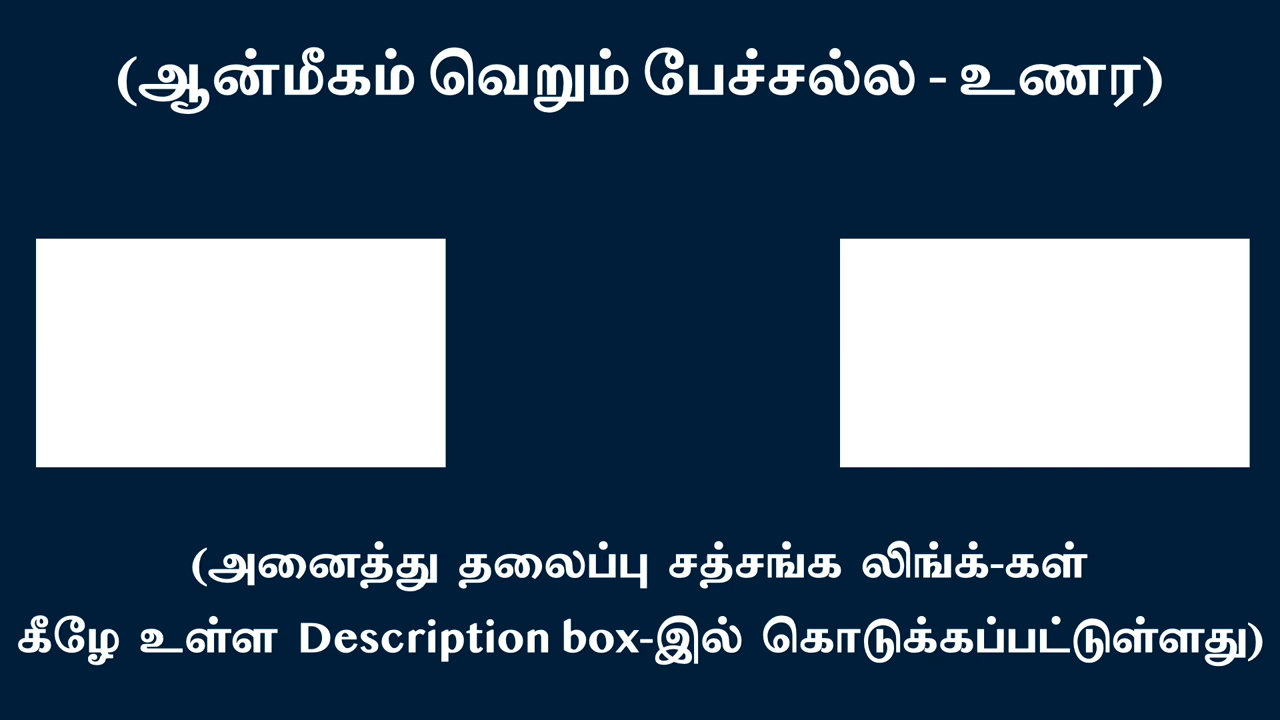 (ஆன்மீகம் வெறும் பேச்சல்ல - உணர)
(அனைத்து தலைப்பு சத்சங்க லிங்க்-கள்
கீழே உள்ள Description box-இல் கொடுக்கப்பட்டுள்ளது)